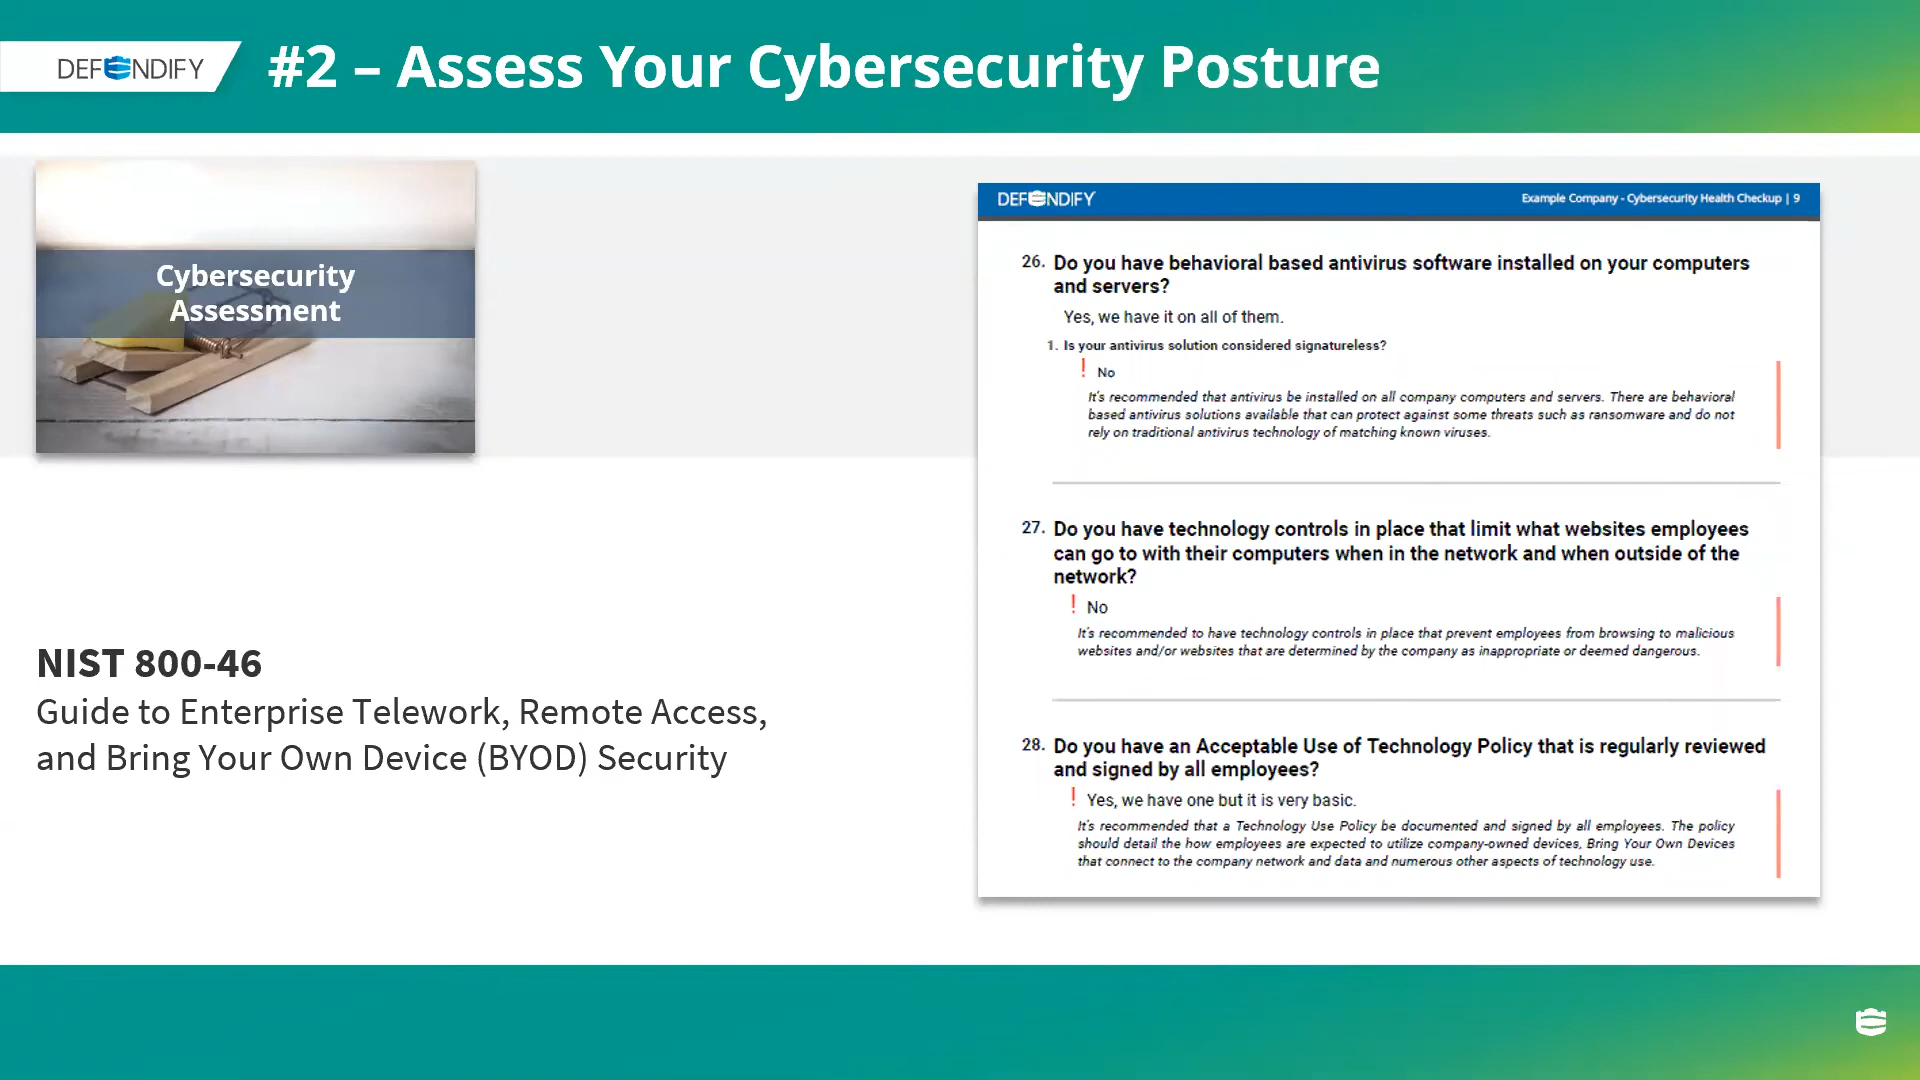 DEFENDIFY
#2 – Assess Your Cybersecurity Posture
Cybersecurity
Assessment
NIST 800-46
Guide to Enterprise Telework, Remote Access,
and Bring Your Own Device (BYOD) Security
DEFENDIFY
Example Company - Cybersecurity Health Checkup | 9
26. Do you have behavioral based antivirus software installed on your computers
and servers?
Yes, we have it on all of them.
1. Is your antivirus solution considered signatureless?
! No
It's recommended that antivirus be installed on all company computers and servers. There are behavioral
based antivirus solutions available that can protect against some threats such as ransomware and do not
rely on traditional antivirus technology of matching known viruses.
27. Do you have technology controls in place that limit what websites employees
can go to with their computers when in the network and when outside of the
network?
! No
It's recommended to have technology controls in place that prevent employees from browsing to malicious
websites and/or websites that are determined by the company as inappropriate or deemed dangerous.
28. Do you have an Acceptable Use of Technology Policy that is regularly reviewed
and signed by all employees?
! Yes, we have one but it is very basic.
It's recommended that a Technology Use Policy be documented and signed by all employees. The policy
should detail the how employees are expected to utilize company-owned devices, Bring Your Own Devices
that connect to the company network and data and numerous other aspects of technology use.